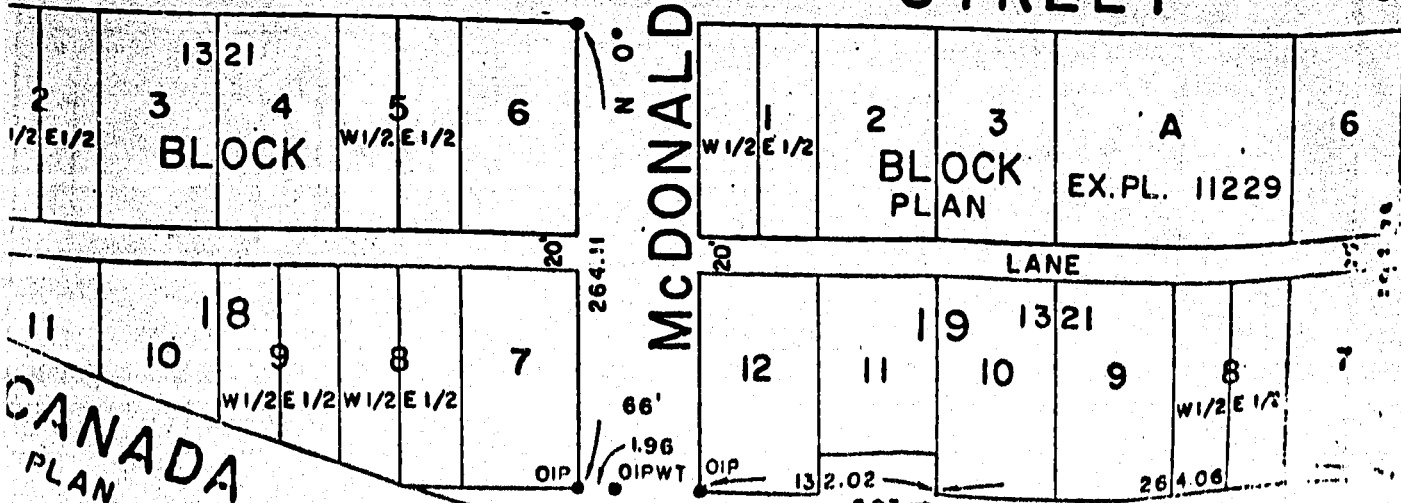 STREET
13 21
2 3 4 5 6
1/2 E1/2 W1/2 E1/2
BLOCK
N 0°
McDONALD
1 2 3 A 6
W1/2 E1/2
BLOCK
PLAN
EX. PL. 11229
20'
264.11
20'
LANE
18
11 10 9 8 7
W1/2 E1/2 W1/2 E1/2
CANADA
PLAN
66'
1.96
OIP OIPWT OIP
19 13 21
12 11 10 9 8 7
W1/2 E 1/2
132.02
264.06